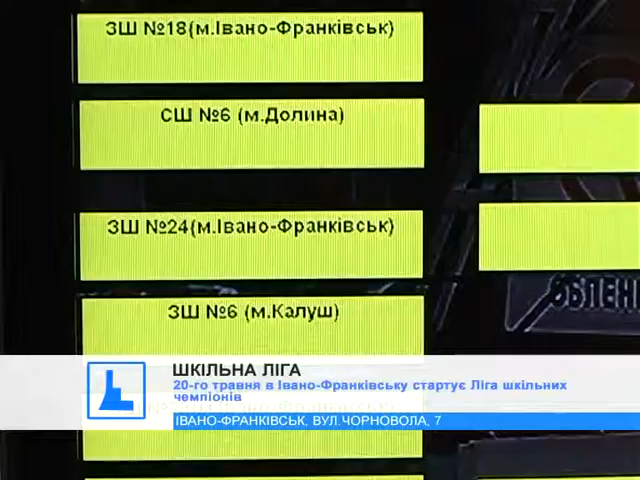 ЗШ №18(м.Івано-Франківськ)
СШ №6 (м.Долина)
ЗШ №24(м.Івано-Франківськ)
ЗШ №6 (м.Калуш)
ШКІЛЬНА ЛІГА
20-го травня в Івано-Франківську стартує Ліга шкільних
чемпіонів
ІВАНО-ФРАНКІВСЬК, ВУЛ.ЧОРНОВОЛА, 7